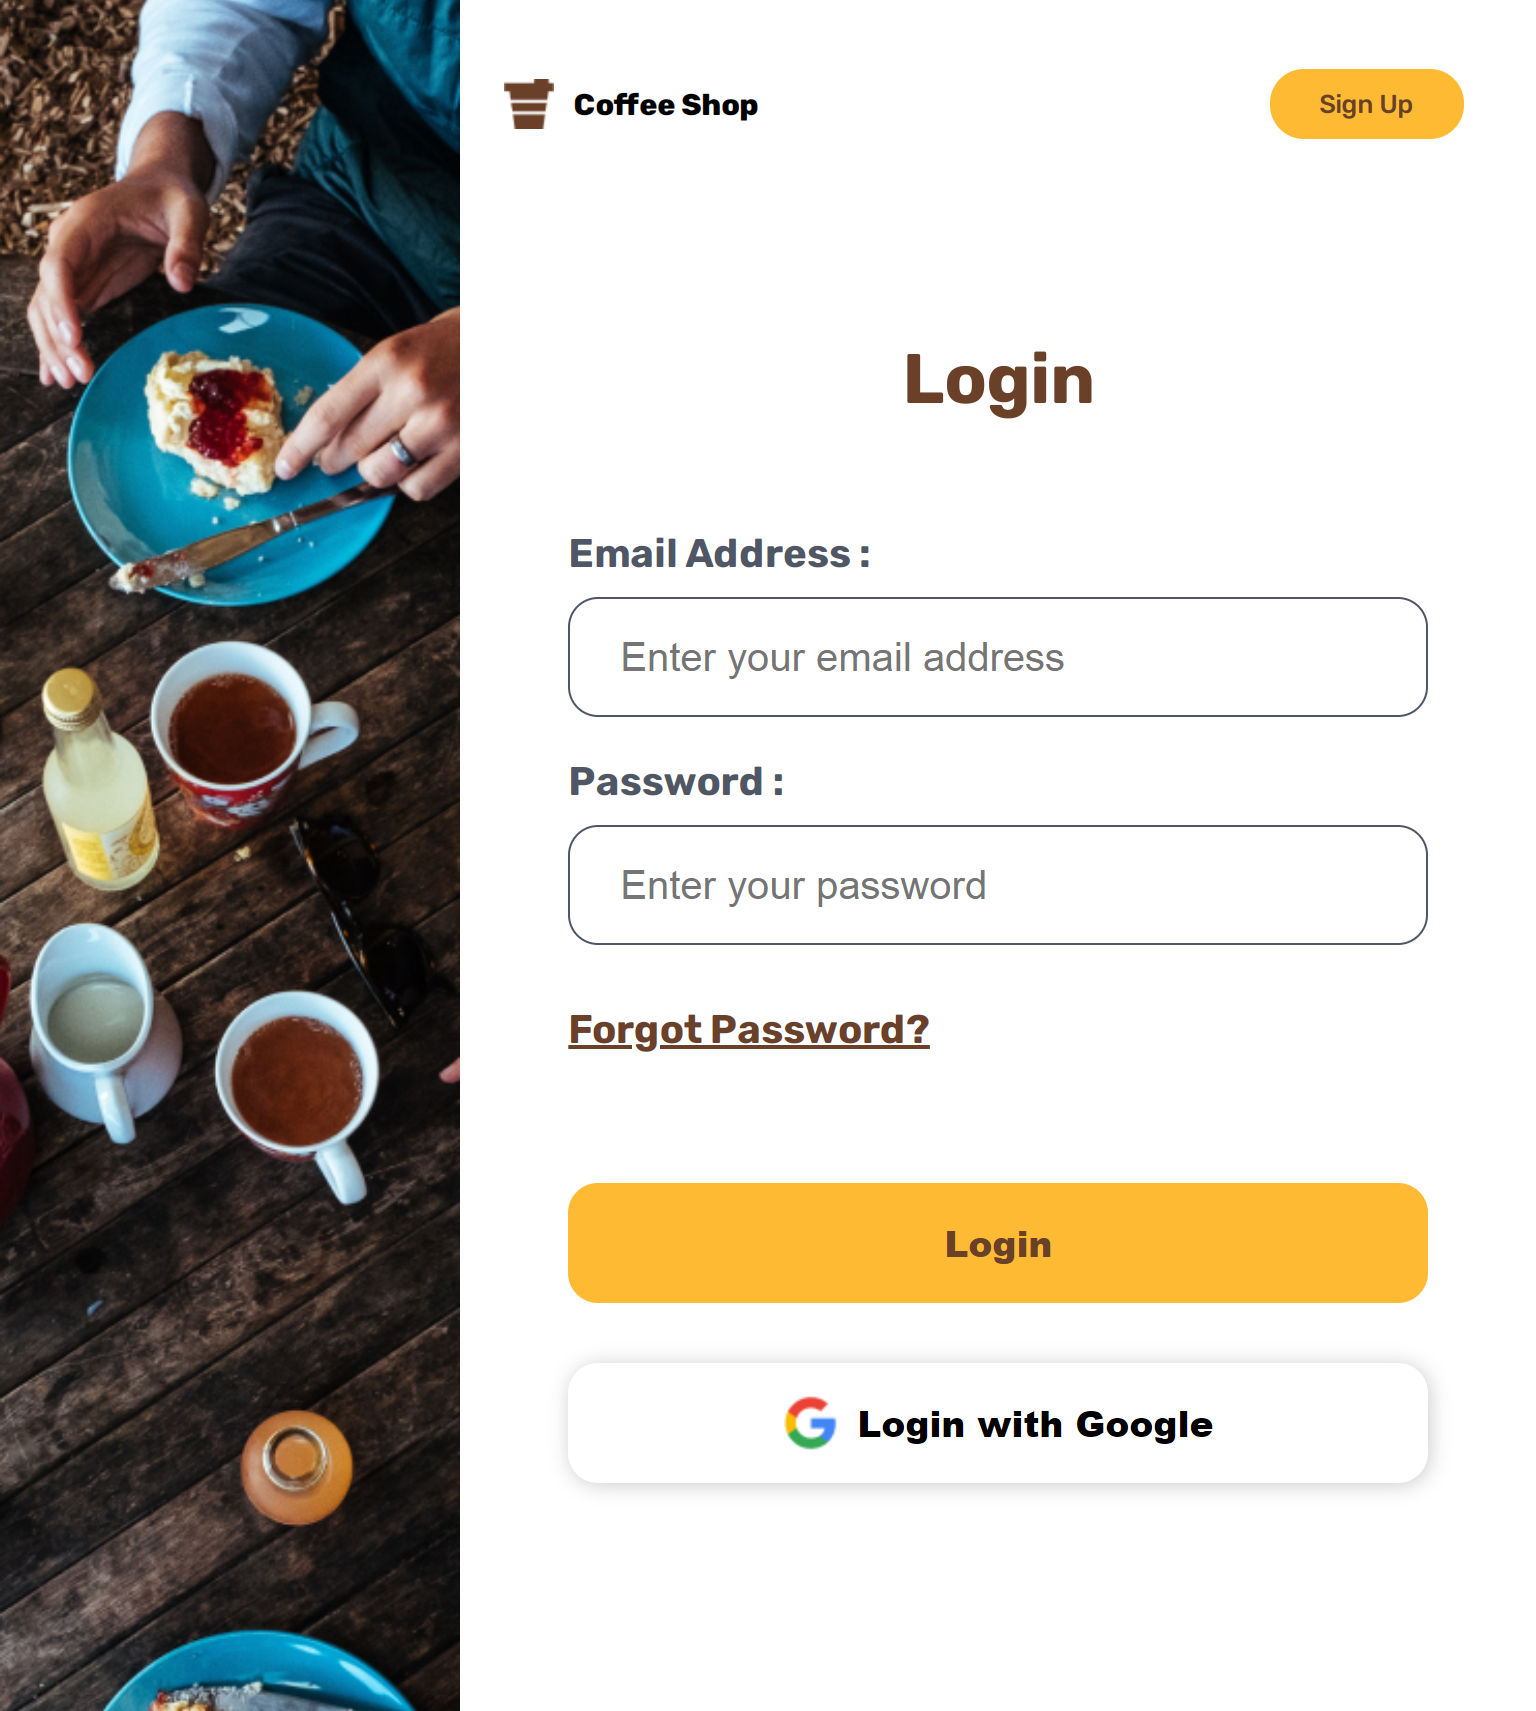 Coffee Shop
Sign Up
Login
Email Address :
Enter your email address
Password :
Enter your password
Forgot Password?
Login
Login with Google